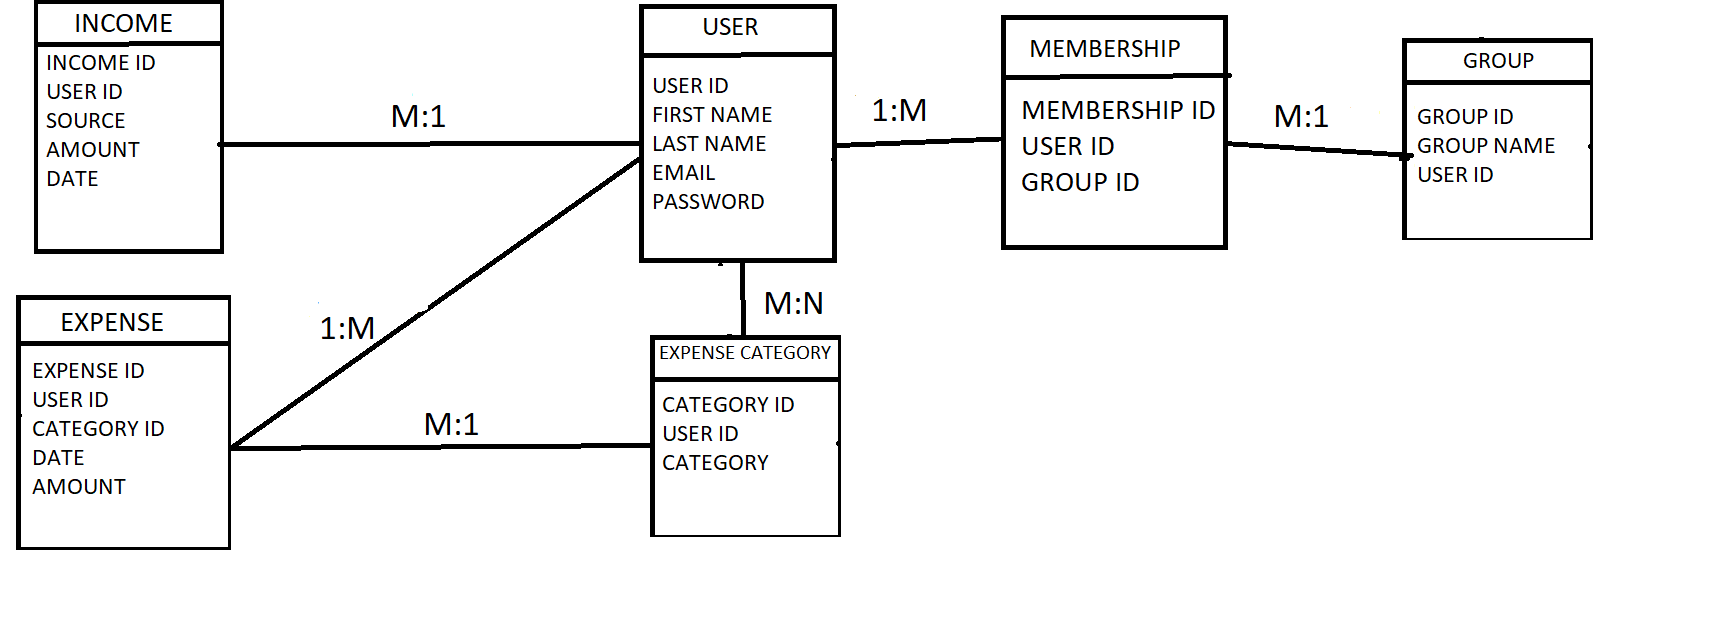 INCOME
INCOME ID
USER ID
SOURCE
AMOUNT
DATE
M:1
USER
USER ID
FIRST NAME
LAST NAME
EMAIL
PASSWORD
1:M
MEMBERSHIP
MEMBERSHIP ID
USER ID
GROUP ID
M:1
GROUP
GROUP ID
GROUP NAME
USER ID
EXPENSE
EXPENSE ID
USER ID
CATEGORY ID
DATE
AMOUNT
1:M
M:1
M:N
EXPENSE CATEGORY
CATEGORY ID
USER ID
CATEGORY